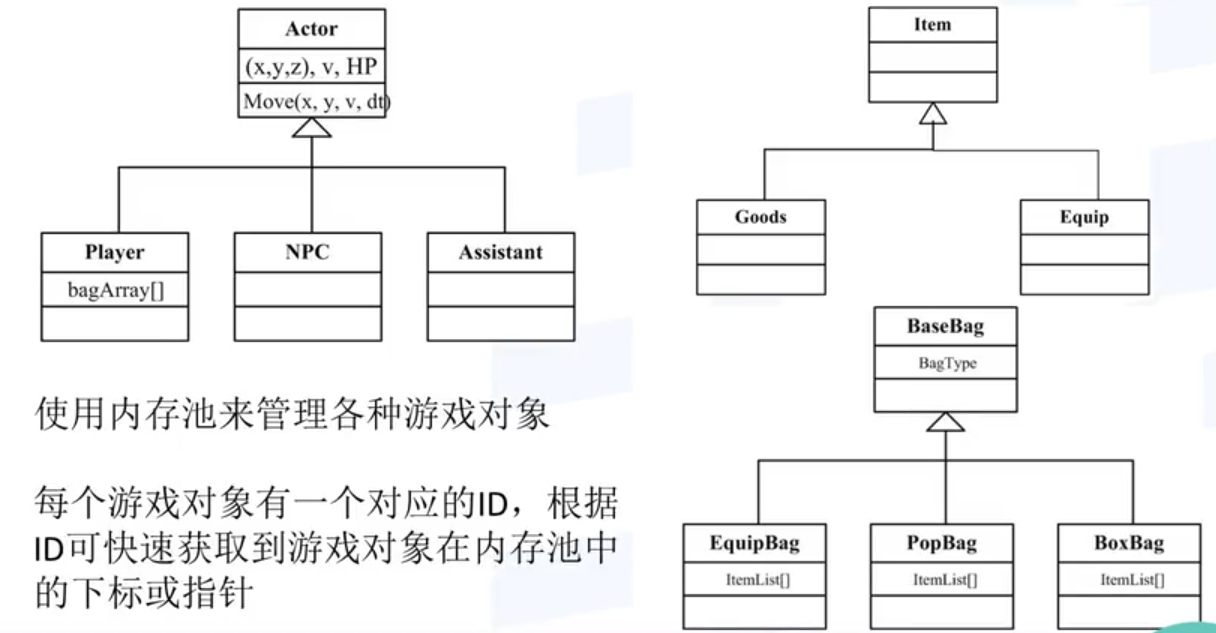 Actor
(x,y,z), v, HP
Move(x, y, v, dt)
Player
bagArray[]
NPC
Assistant
使用内存池来管理各种游戏对象
每个游戏对象有一个对应的ID，根据
ID可快速获取到游戏对象在内存池中
的下标或指针
Item
Goods
Equip
BaseBag
BagType
EquipBag
ItemList[]
PopBag
ItemList[]
BoxBag
ItemList[]